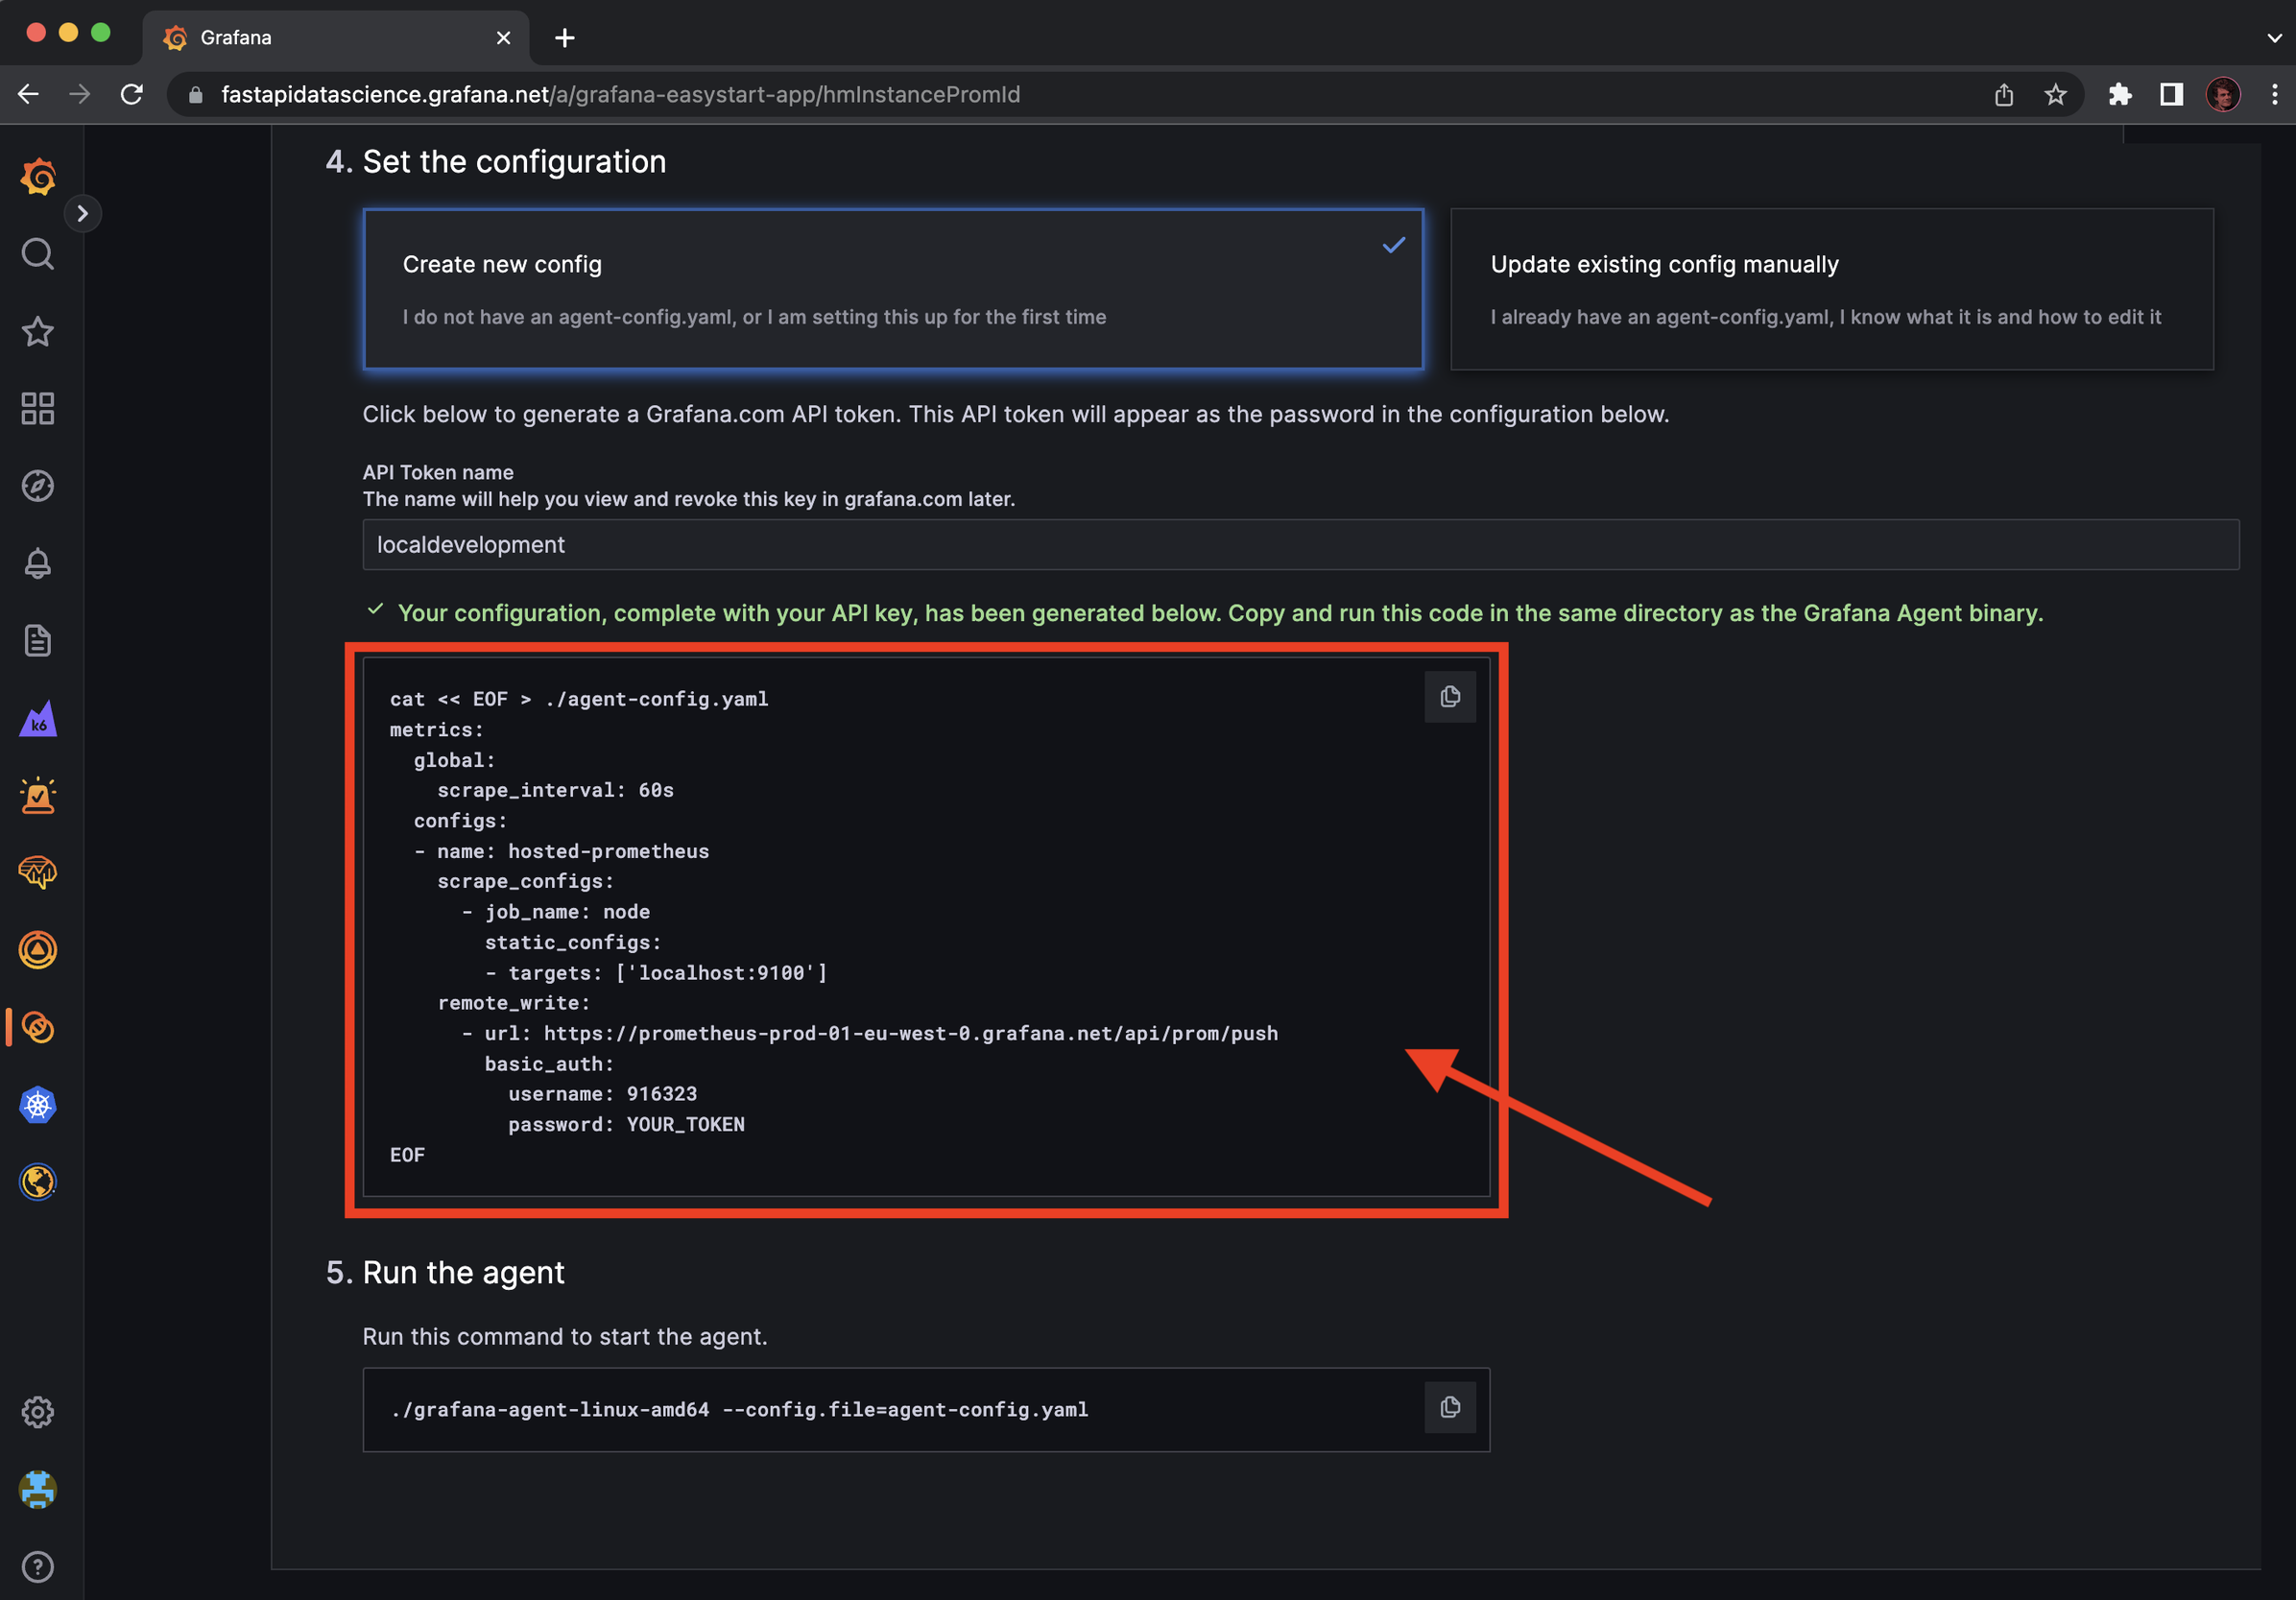 Grafana
fastapidatascience.grafana.net/a/grafana-easystart-app/hmInstancePromId
4. Set the configuration
Create new config
I do not have an agent-config.yaml, or I am setting this up for the first time
Update existing config manually
I already have an agent-config.yaml, I know what it is and how to edit it
Click below to generate a Grafana.com API token. This API token will appear as the password in the configuration below.
API Token name
The name will help you view and revoke this key in grafana.com later.
localdevelopment
Your configuration, complete with your API key, has been generated below. Copy and run this code in the same directory as the Grafana Agent binary.
cat << EOF > ./agent-config.yaml
metrics:
  global:
    scrape_interval: 60s
  configs:
  - name: hosted-prometheus
    scrape_configs:
      - job_name: node
        static_configs:
        - targets: ['localhost:9100']
    remote_write:
      - url: https://prometheus-prod-01-eu-west-0.grafana.net/api/prom/push
        basic_auth:
          username: 916323
          password: YOUR_TOKEN
EOF
k6
5. Run the agent
Run this command to start the agent.
./grafana-agent-linux-amd64 --config.file=agent-config.yaml